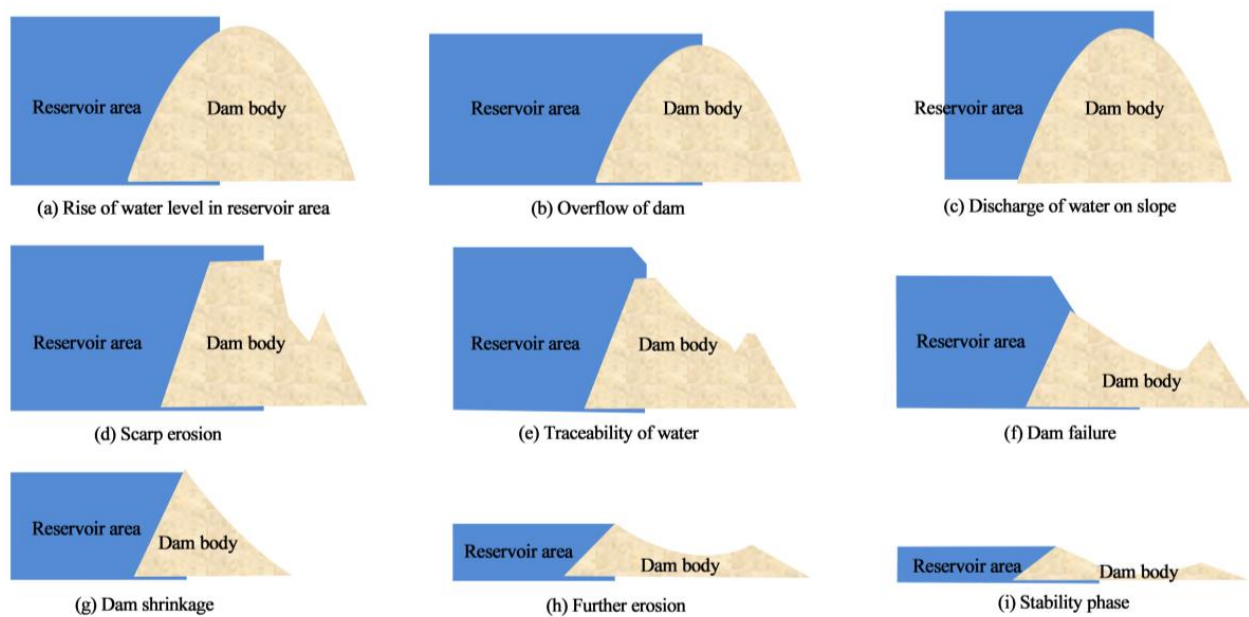 Reservoir area
Dam body
(a) Rise of water level in reservoir area
Reservoir area
Dam body
(b) Overflow of dam
Reservoir area
Dam body
(c) Discharge of water on slope
Reservoir area
Dam body
(d) Scarp erosion
Reservoir area
Dam body
(e) Traceability of water
Reservoir area
Dam body
(f) Dam failure
Reservoir area
Dam body
(g) Dam shrinkage
Reservoir area
Dam body
(h) Further erosion
Reservoir area
Dam body
(i) Stability phase